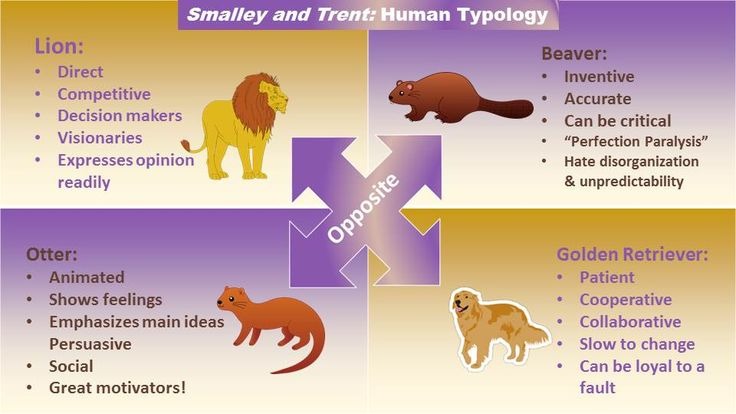 Smalley and Trent: Human Typology
Lion:
• Direct
• Competitive
• Decision makers
• Visionaries
• Expresses opinion
readily
Beaver:
• Inventive
• Accurate
• Can be critical
• “Perfection Paralysis”
• Hate disorganization
& unpredictability
Opposite
Otter:
• Animated
• Shows feelings
• Emphasizes main ideas
Persuasive
• Social
• Great motivators!
Golden Retriever:
• Patient
• Cooperative
• Collaborative
• Slow to change
• Can be loyal to a
fault